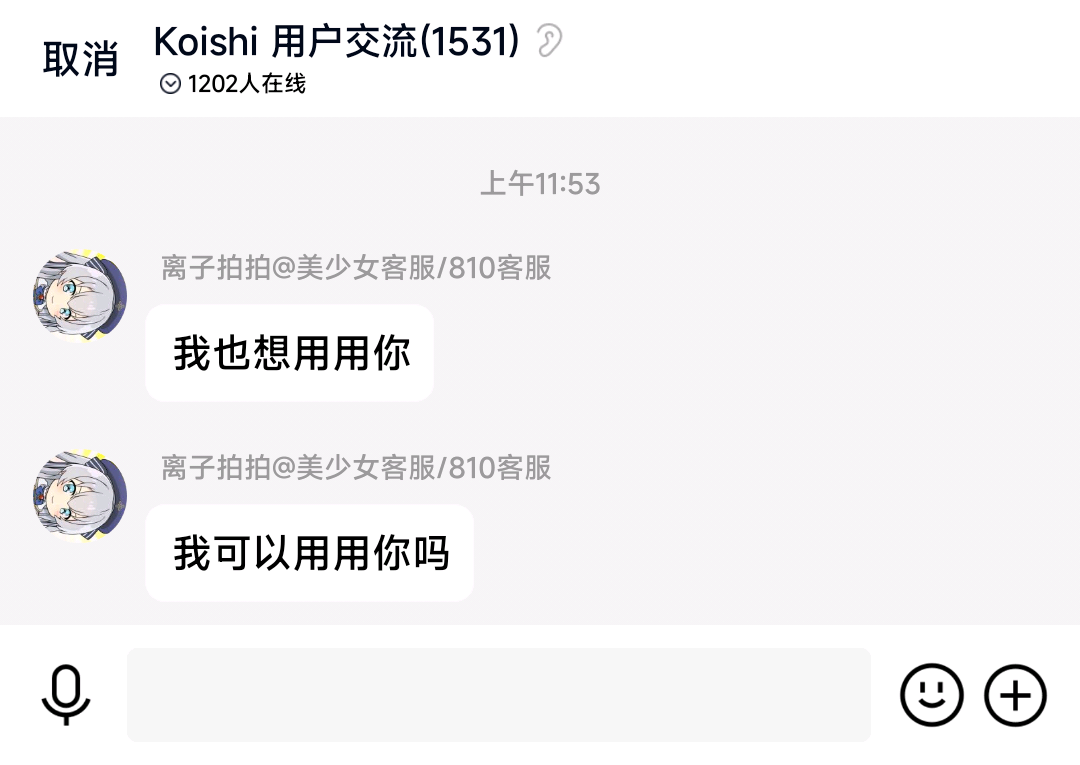 取消
Koishi 用户交流(1531)
1202人在线
上午11:53
离子拍拍@美少女客服/810客服
我也想用用你
离子拍拍@美少女客服/810客服
我可以用用你吗